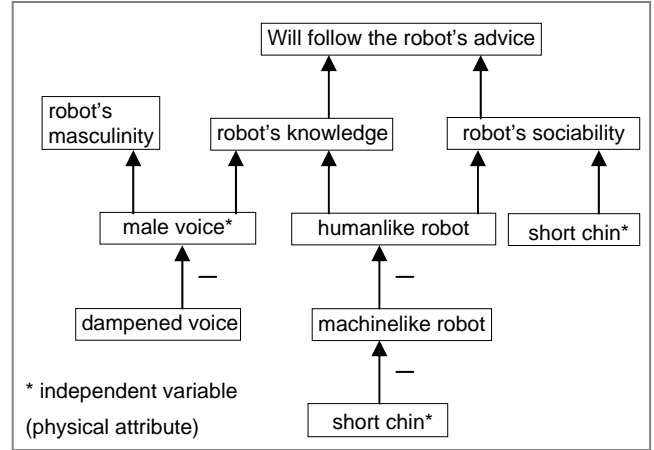 Will follow the robot's advice
robot's
masculinity
robot's knowledge
robot's sociability
male voice*
humanlike robot
short chin*
–
–
dampened voice
machinelike robot
–
* independent variable
(physical attribute)
short chin*